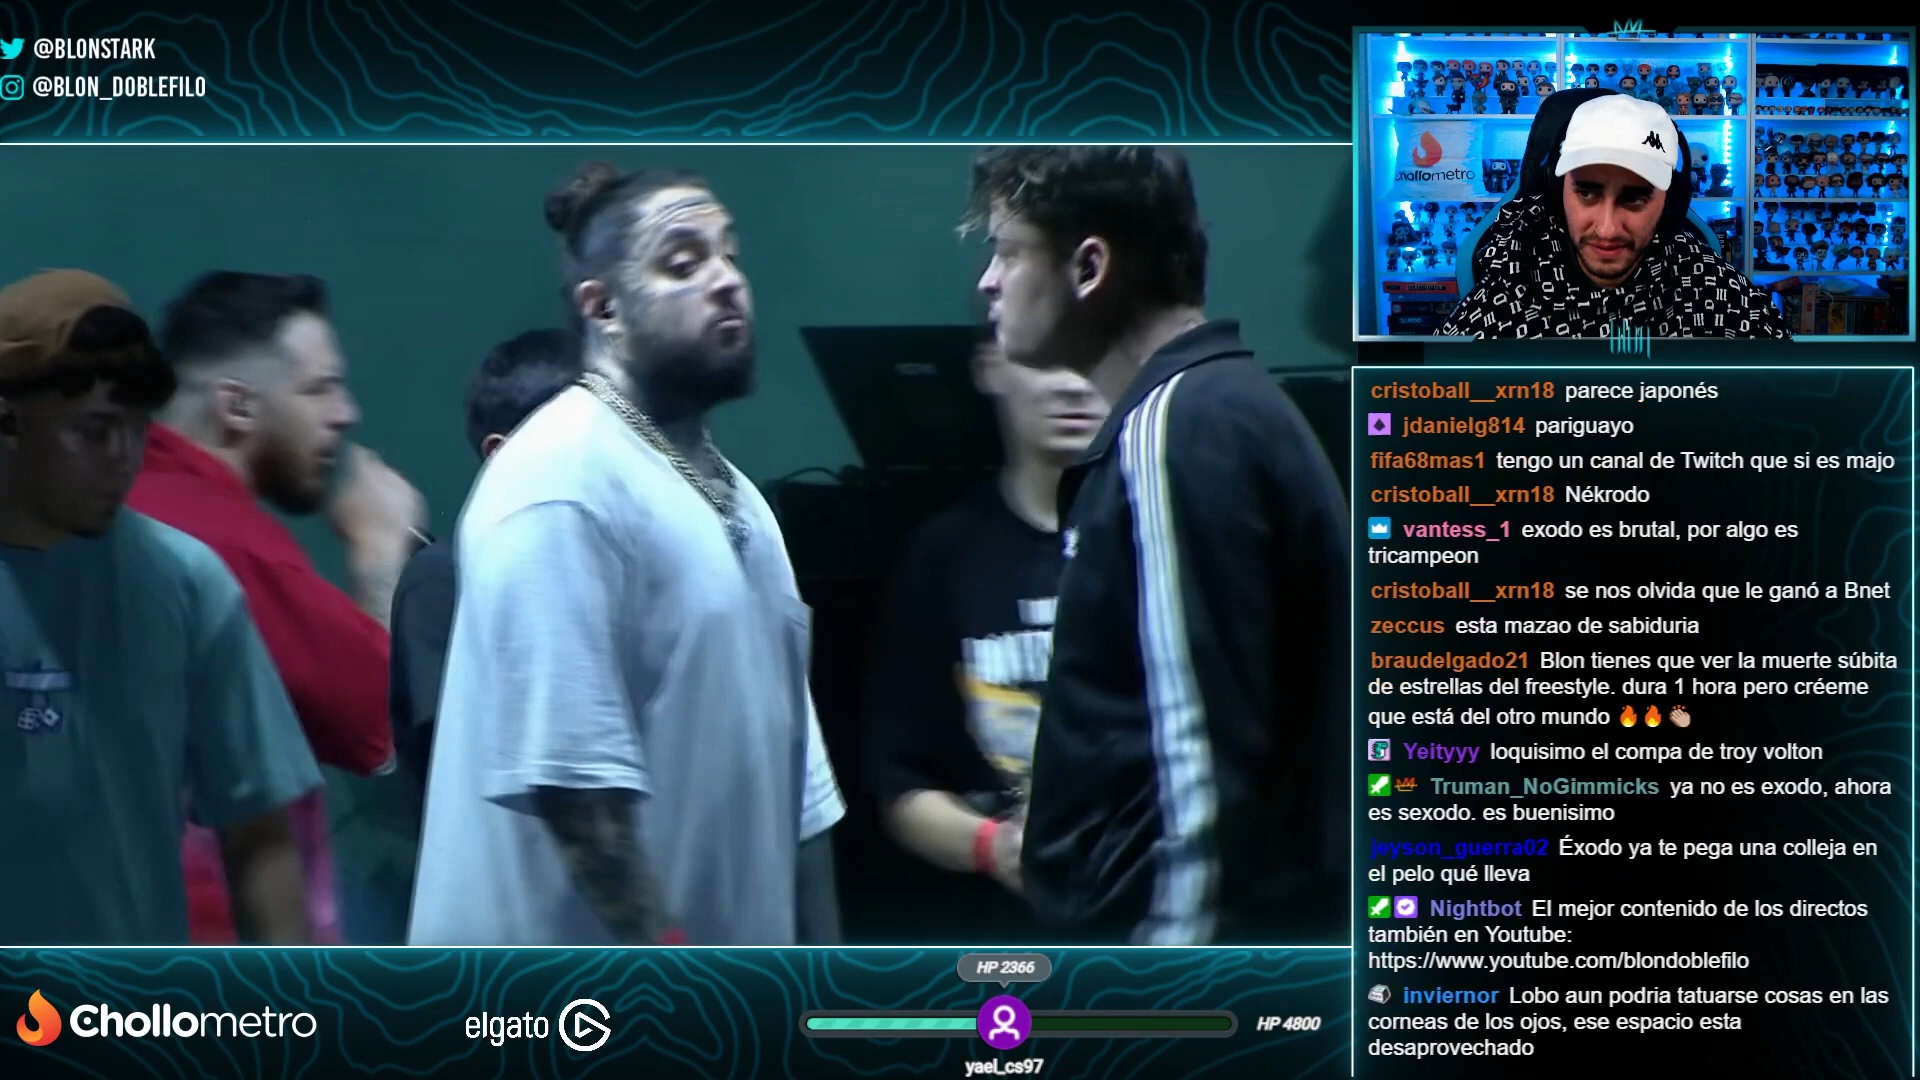 @BLONSTARK
@BLON_DOBLEFILO
chollometro
cristoball__xrn18 parece japonés
jdanielg814 pariguayo
fifa68mas1 tengo un canal de Twitch que si es majo
cristoball__xrn18 Nékrodo
vantess_1 exodo es brutal, por algo es
tricampeon
cristoball__xrn18 se nos olvida que le ganó a Bnet
zeccus esta mazao de sabiduria
braudelgado21 Blon tienes que ver la muerte súbita
de estrellas del freestyle. dura 1 hora pero créeme
que está del otro mundo 🔥🔥👏🏼
Yeityyy loquisimo el compa de troy volton
Truman_NoGimmicks ya no es exodo, ahora
es sexodo. es buenisimo
jeyson_guerra02 Éxodo ya te pega una colleja en
el pelo qué lleva
Nightbot El mejor contenido de los directos
también en Youtube:
https://www.youtube.com/blondoblefilo
inviernor Lobo aun podria tatuarse cosas en las
corneas de los ojos, ese espacio esta
desaprovechado
Chollometro
elgato
HP 2366
HP 4800
yael_cs97